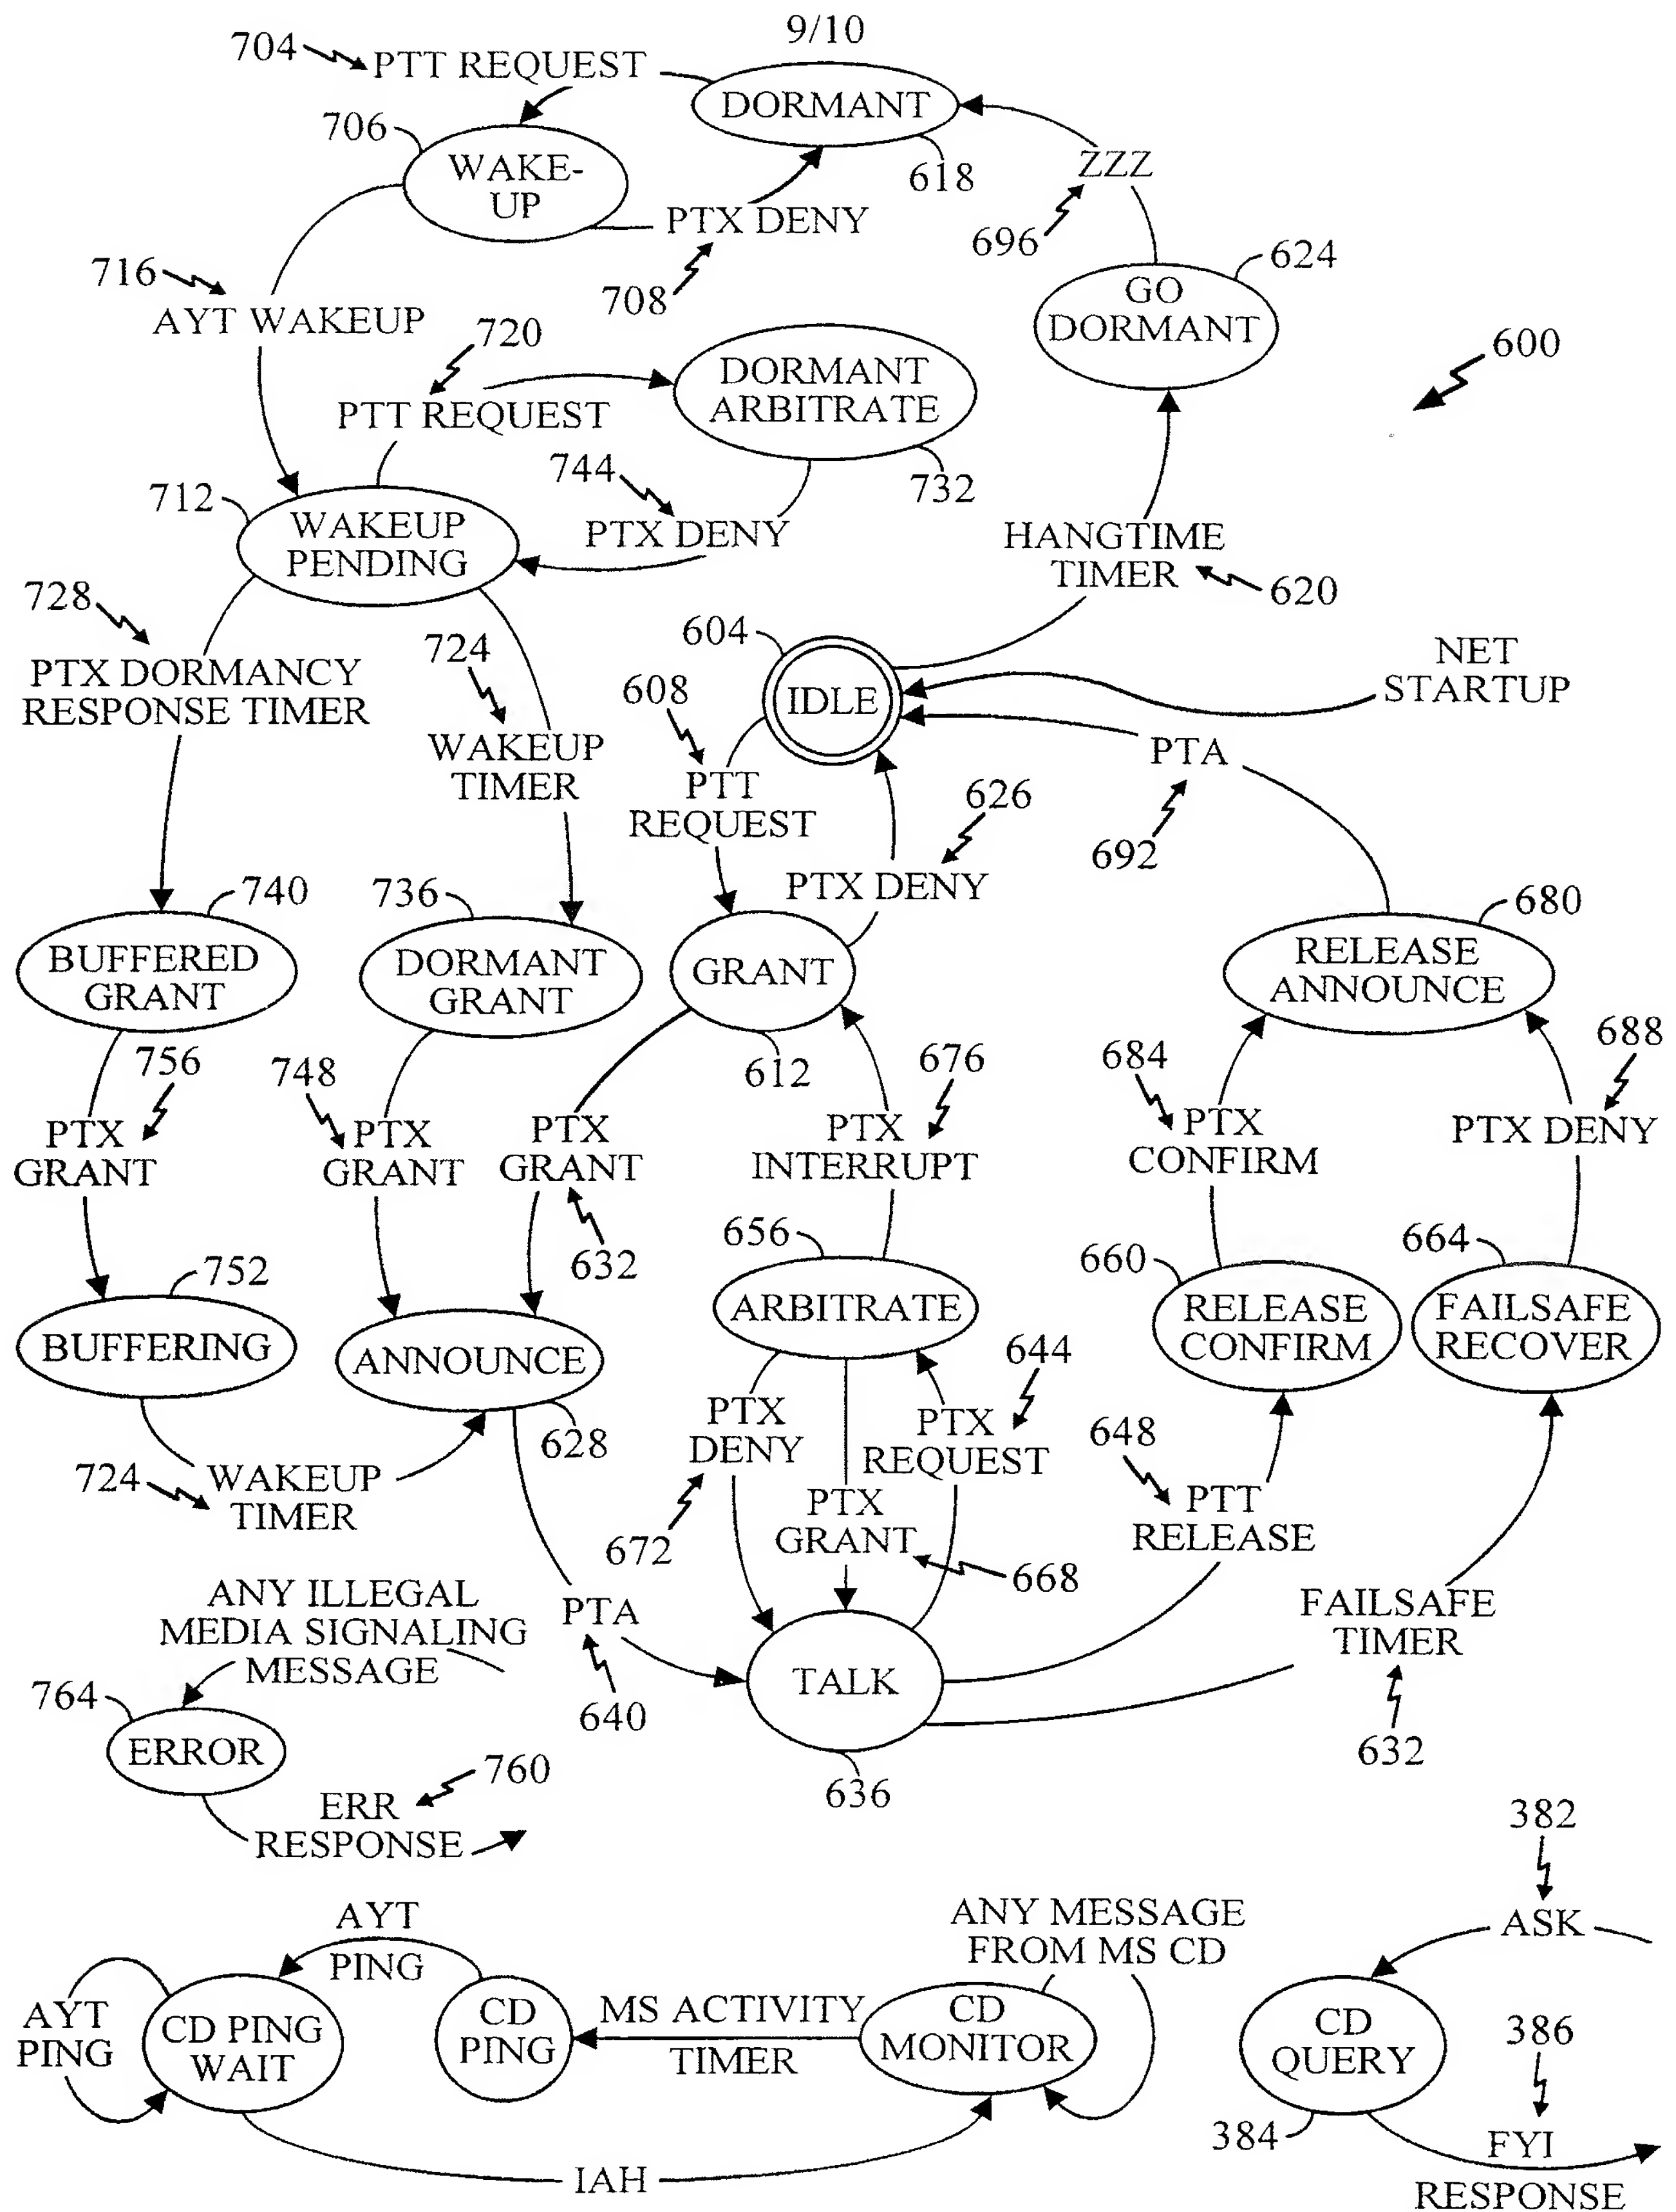 9/10
704
PTT REQUEST
DORMANT
618
706
WAKE-
UP
PTX DENY
708
ZZZ
696
GO
DORMANT
624
600
716
AYT WAKEUP
720
PTT REQUEST
DORMANT
ARBITRATE
732
744
PTX DENY
712
WAKEUP
PENDING
HANGTIME
TIMER
620
728
PTX DORMANCY
RESPONSE TIMER
724
WAKEUP
TIMER
604
IDLE
NET
STARTUP
608
PTT
REQUEST
626
PTX DENY
PTA
692
740
BUFFERED
GRANT
736
DORMANT
GRANT
GRANT
612
680
RELEASE
ANNOUNCE
756
PTX
GRANT
748
PTX
GRANT
PTX
GRANT
632
676
PTX
INTERRUPT
684
PTX
CONFIRM
688
PTX DENY
752
BUFFERING
ANNOUNCE
628
656
ARBITRATE
660
RELEASE
CONFIRM
664
FAILSAFE
RECOVER
724
WAKEUP
TIMER
PTX
DENY
672
PTX
GRANT
668
644
PTX
REQUEST
648
PTT
RELEASE
FAILSAFE
TIMER
632
PTA
640
TALK
636
ANY ILLEGAL
MEDIA SIGNALING
MESSAGE
764
ERROR
760
ERR
RESPONSE
AYT
PING
AYT
PING
CD PING
WAIT
CD
PING
MS ACTIVITY
TIMER
CD
MONITOR
ANY MESSAGE
FROM MS CD
IAH
382
ASK
CD
QUERY
384
386
FYI
RESPONSE